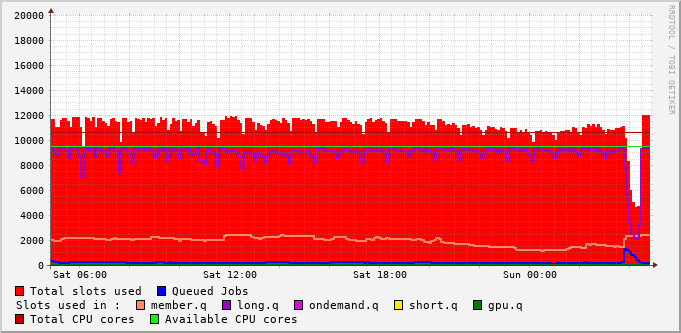 RRDTOOL / TOBI OETIKER
20000
18000
16000
14000
12000
10000
8000
6000
4000
2000
0
Sat 06:00 Sat 12:00 Sat 18:00 Sun 00:00
Total slots used Queued Jobs
Slots used in : member.q long.q ondemand.q short.q gpu.q
Total CPU cores Available CPU cores